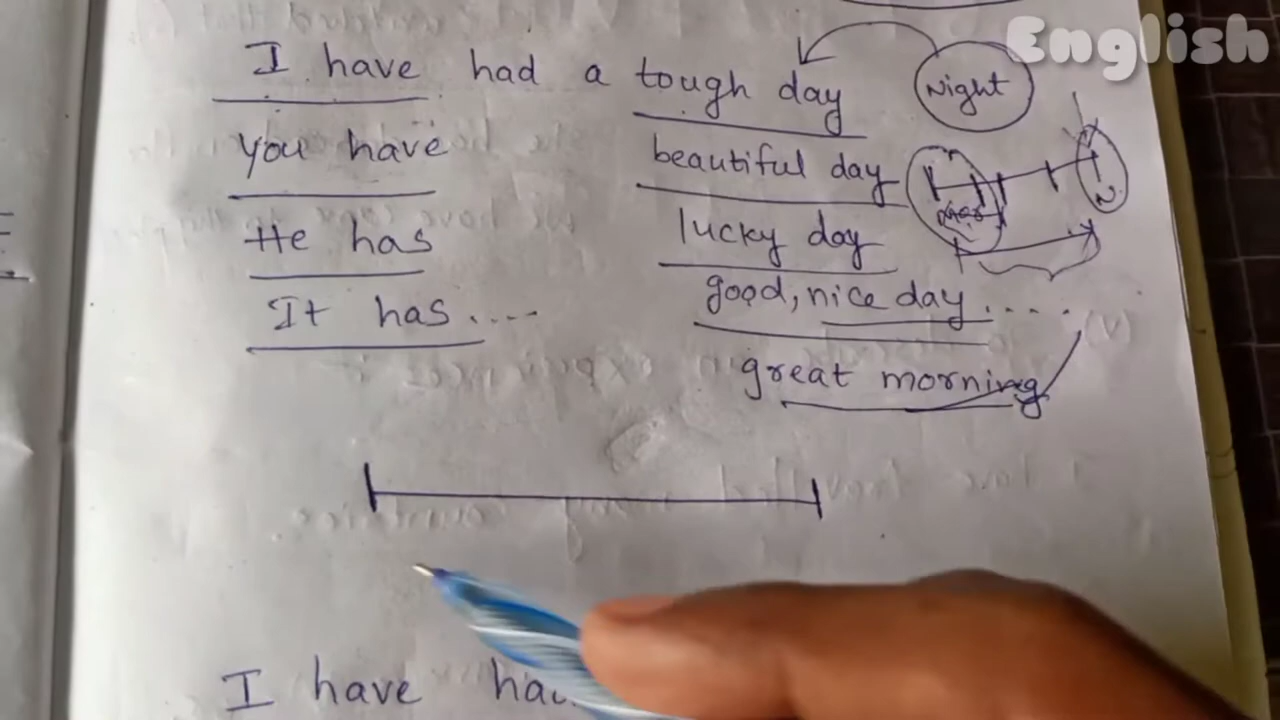 English
I have had a tough day
Night
you have
beautiful day
He has
lucky day
It has....
good, nice day....
great morning
I have